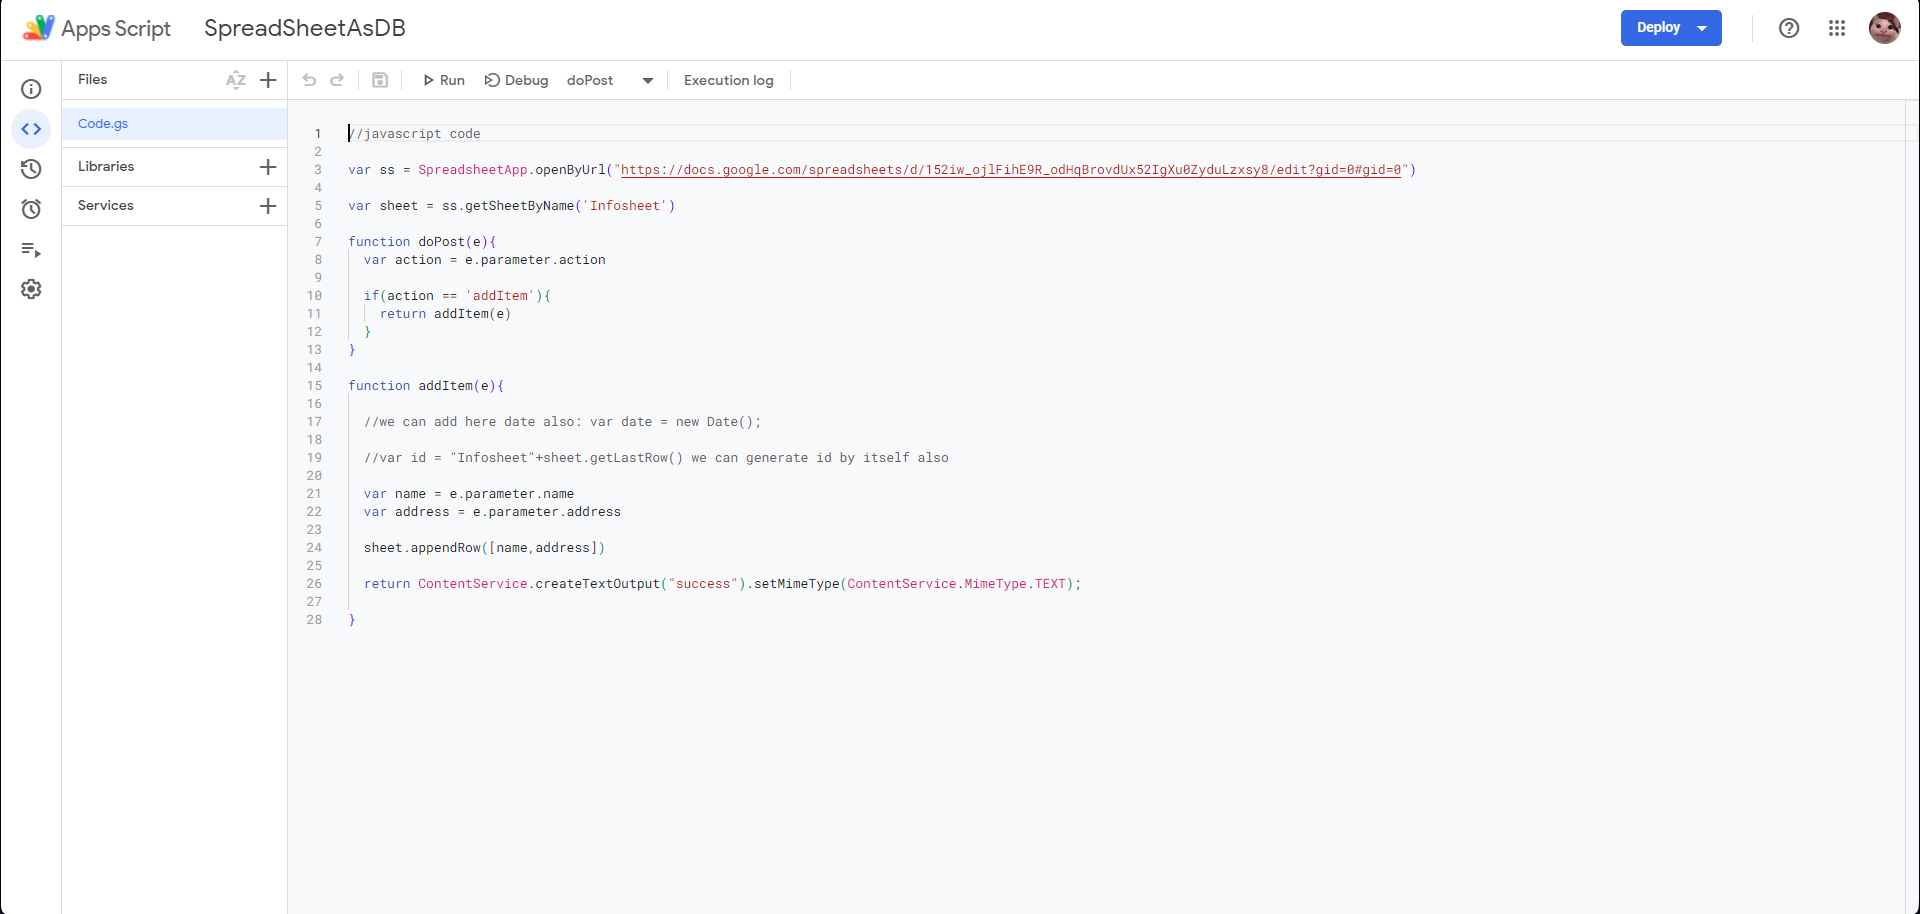 Apps Script SpreadSheetAsDB Deploy
Files AZ
Run Debug doPost Execution log
Code.gs
Libraries
Services
1 //javascript code
2
3 var ss = SpreadsheetApp.openByUrl("https://docs.google.com/spreadsheets/d/152iw_ojlFihE9R_odHqBrovdUx52IgXu0ZyduLzxsy8/edit?gid=0#gid=0")
4
5 var sheet = ss.getSheetByName('Infosheet')
6
7 function doPost(e){
8 var action = e.parameter.action
9
10 if(action == 'addItem'){
11 return addItem(e)
12 }
13 }
14
15 function addItem(e){
16
17 //we can add here date also: var date = new Date();
18
19 //var id = "Infosheet"+sheet.getLastRow() we can generate id by itself also
20
21 var name = e.parameter.name
22 var address = e.parameter.address
23
24 sheet.appendRow([name,address])
25
26 return ContentService.createTextOutput("success").setMimeType(ContentService.MimeType.TEXT);
27
28 }